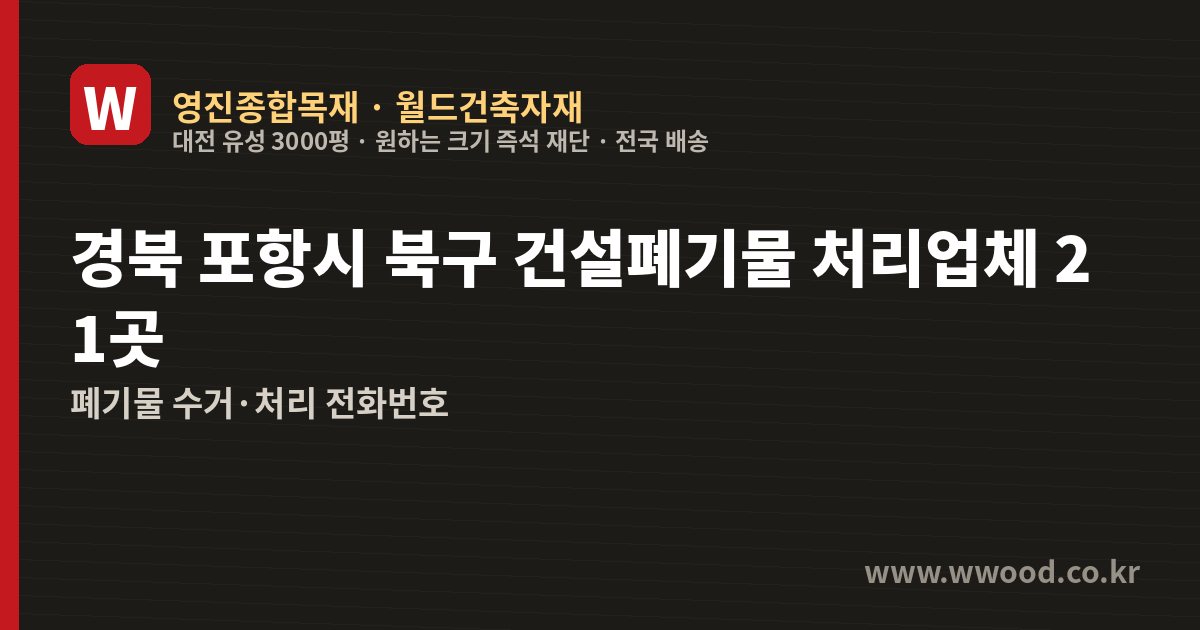 W
영진종합목재 · 월드건축자재
대전 유성 3000평 · 원하는 크기 즉석 재단 · 전국 배송
경북 포항시 북구 건설폐기물 처리업체 2
1곳
폐기물 수거·처리 전화번호
www.wwood.co.kr